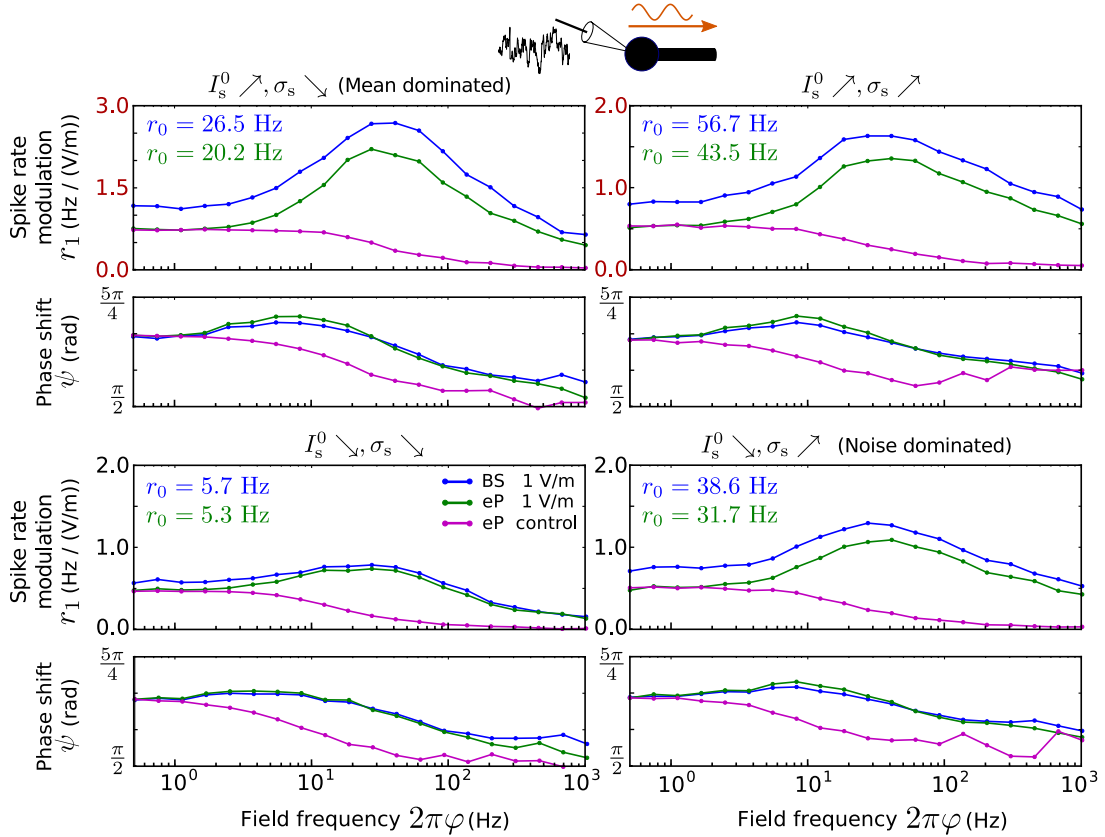 I_s^0 ↗, σ_s ↘ (Mean dominated)
I_s^0 ↗, σ_s ↗
Spike rate
modulation
r_1 (Hz / (V/m))
3.0
1.5
0.0
r_0 = 26.5 Hz
r_0 = 20.2 Hz
2.0
1.0
0.0
r_0 = 56.7 Hz
r_0 = 43.5 Hz
Phase shift
ψ (rad)
5π/4
π/2
5π/4
π/2
I_s^0 ↘, σ_s ↘
I_s^0 ↘, σ_s ↗ (Noise dominated)
Spike rate
modulation
r_1 (Hz / (V/m))
2.0
1.0
0.0
r_0 = 5.7 Hz
r_0 = 5.3 Hz
BS 1 V/m
eP 1 V/m
eP control
2.0
1.0
0.0
r_0 = 38.6 Hz
r_0 = 31.7 Hz
Phase shift
ψ (rad)
5π/4
π/2
5π/4
π/2
10^0 10^1 10^2 10^3
10^0 10^1 10^2 10^3
Field frequency 2πφ (Hz)
Field frequency 2πφ (Hz)